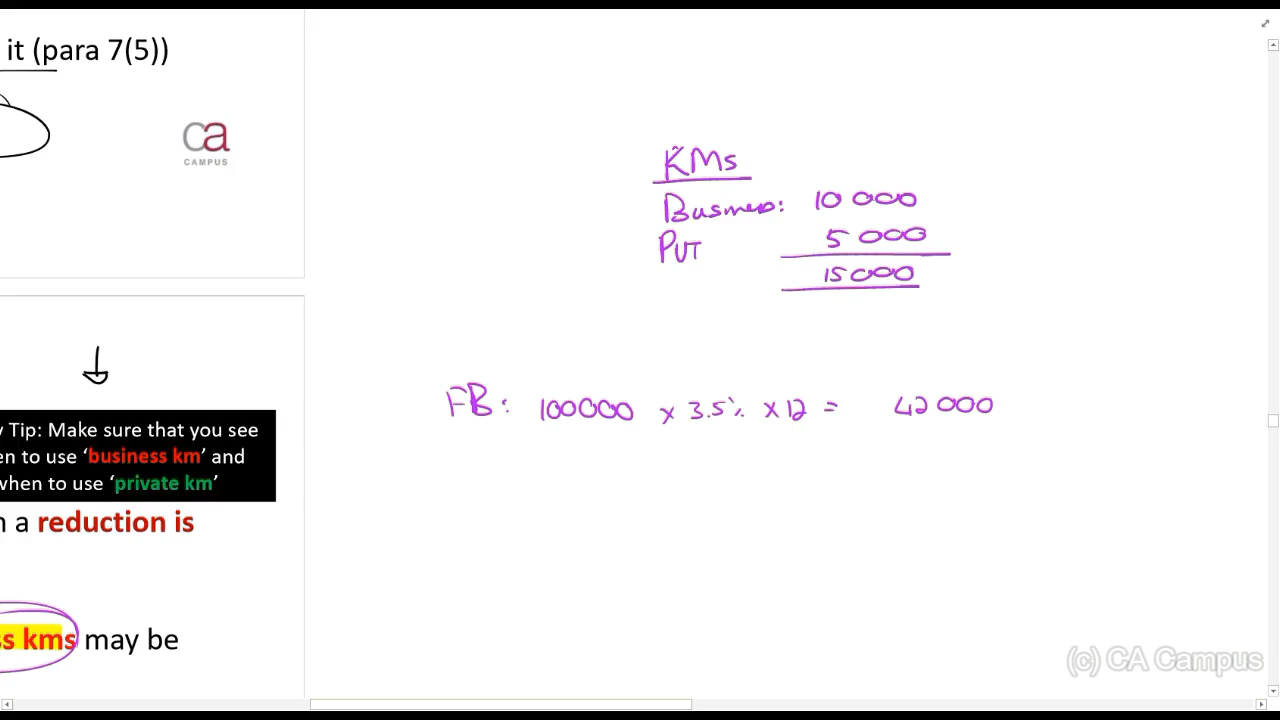 it (para 7(5))
ca
CAMPUS
KMs
Business: 10 000
PVT 5 000
15000
FB: 100000 x 3.5% x 12 = 42 000
y Tip: Make sure that you see
en to use ‘business km’ and
when to use ‘private km’
n a reduction is
ss kms may be
(c) CA Campus